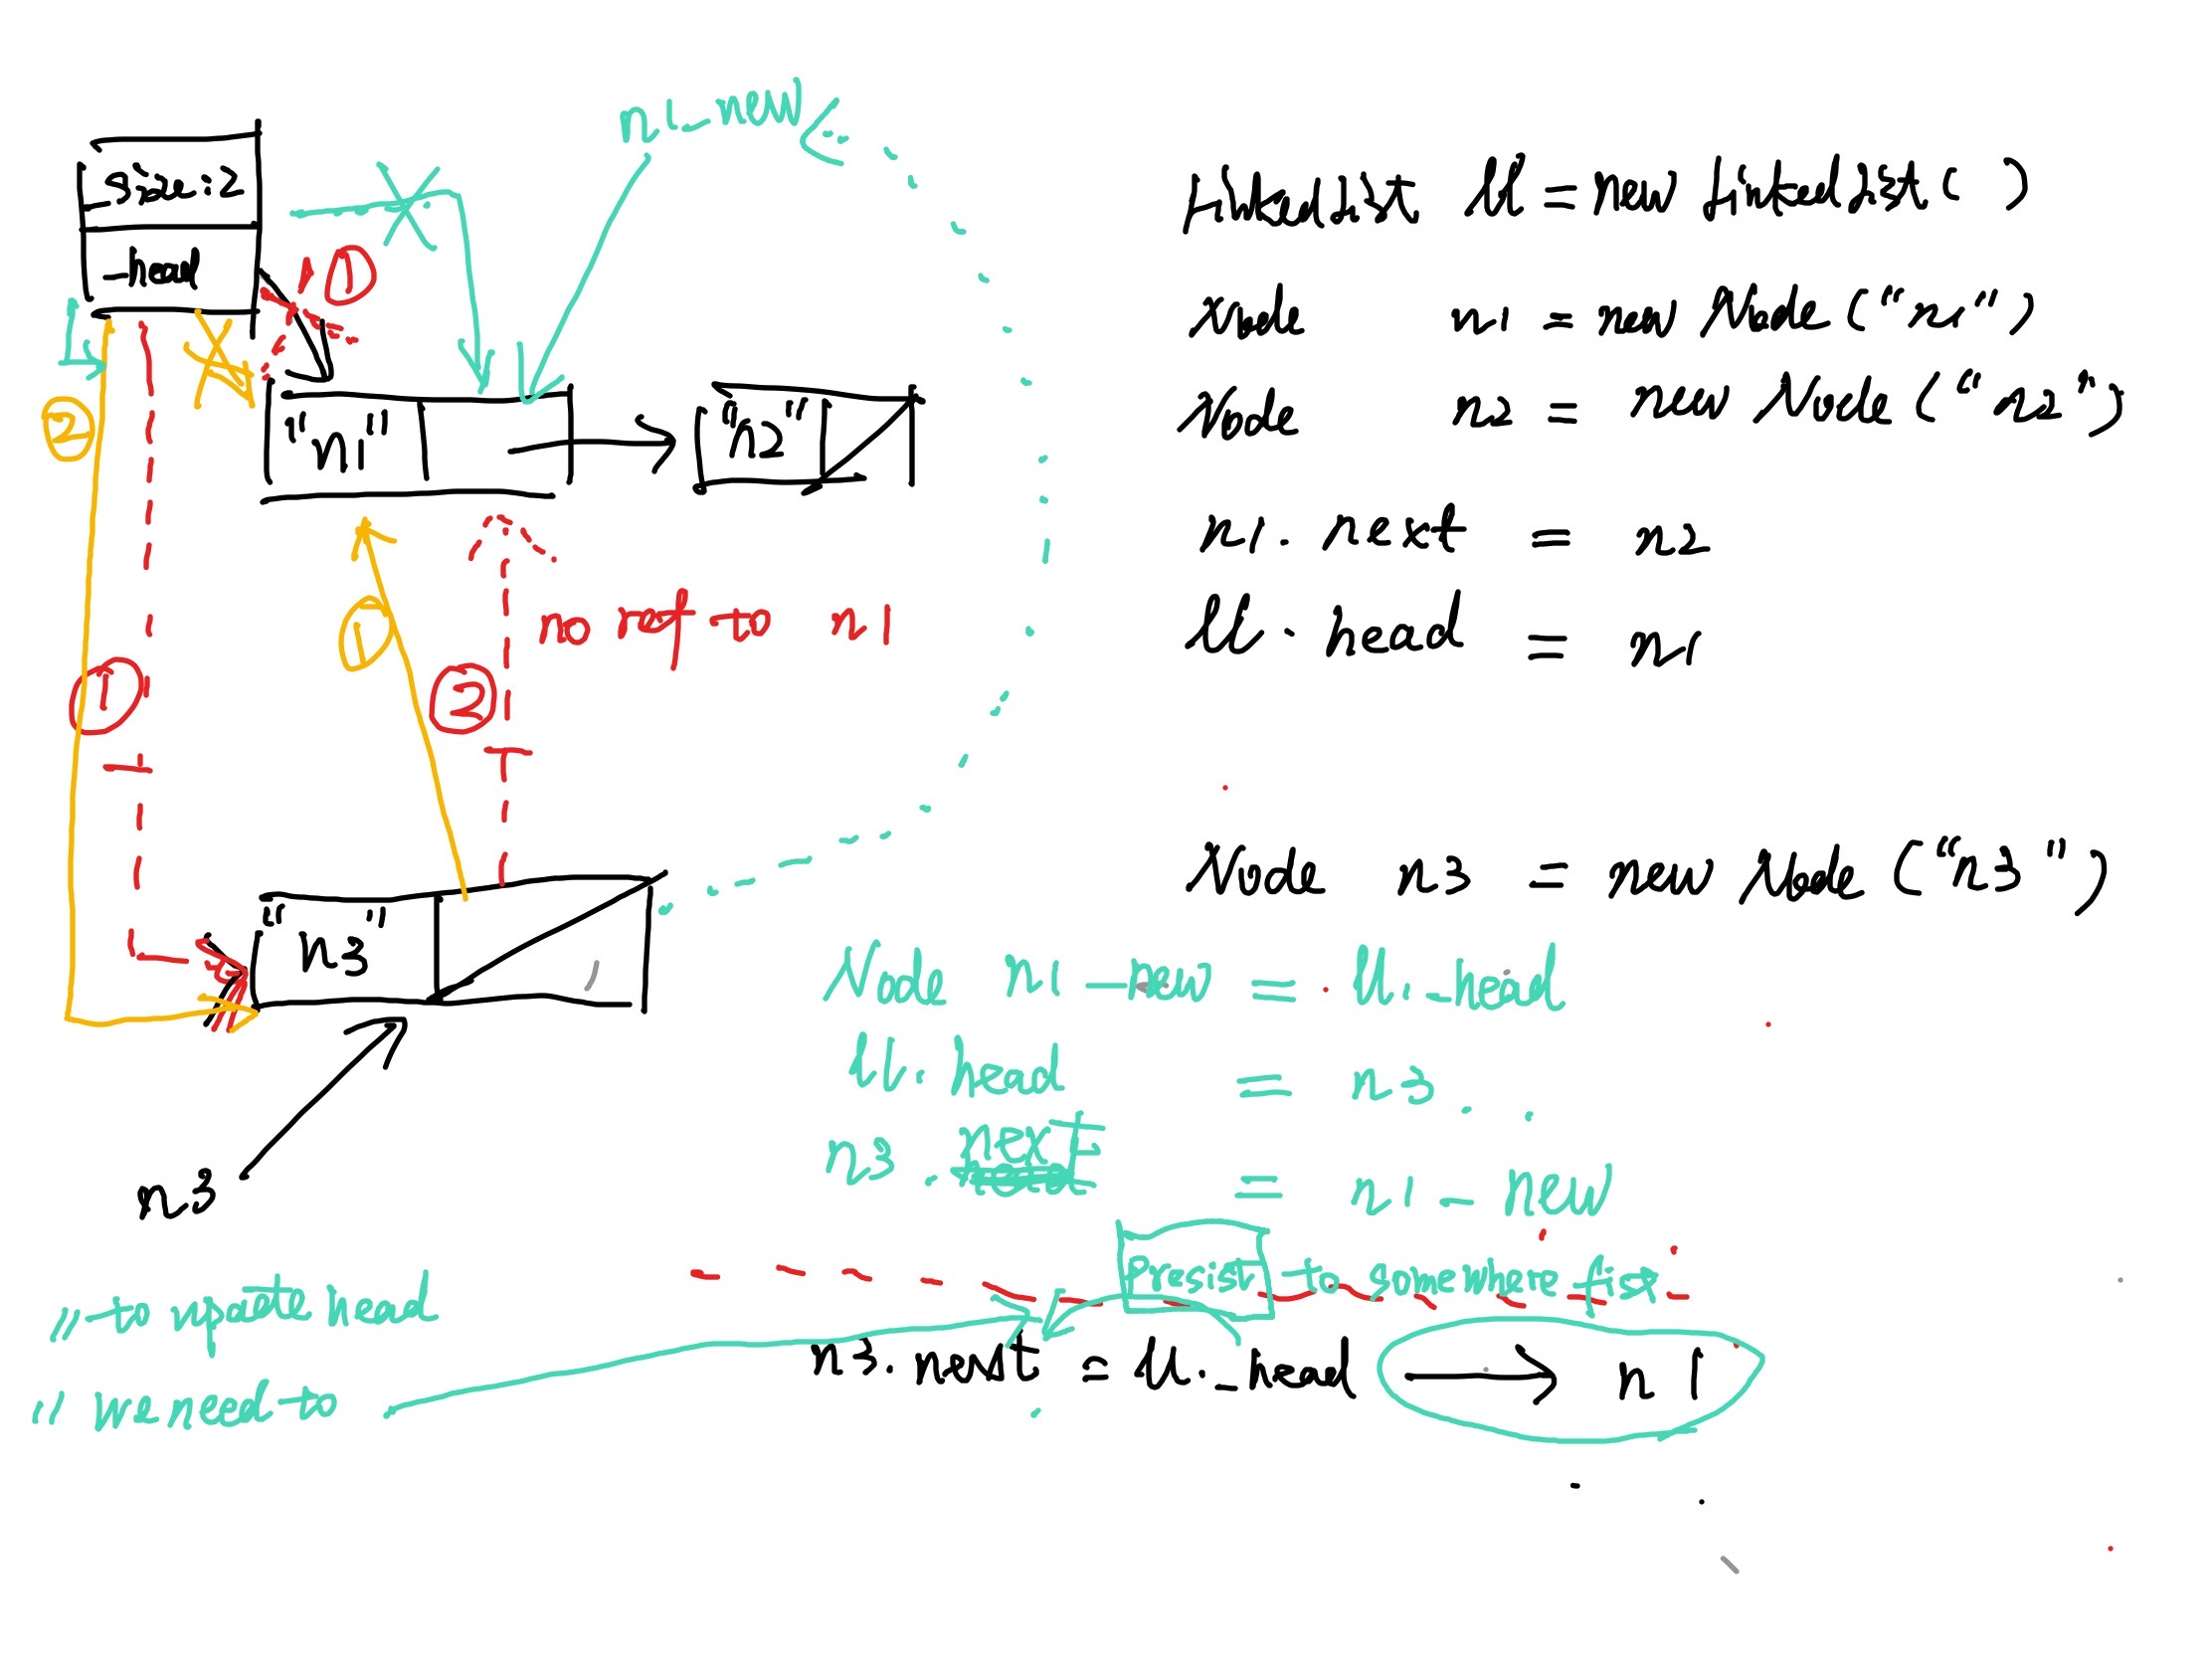 n1_new
_size:2
_head
1
LinkedList ll = new LinkedList( )
Node n1 = new Node ("n1")
Node n2 = new Node ("n2")
2
"n1"
"n2"
n1. next = n2
1
no ref to n1
ll. head = n1
1
2
Node n3 = new Node ("n3")
"n3"
Node n1_new = ll._head
ll. head = n3
n3. next = n1_new
n3
Persist to somewhere fist
// to update head
n3. next = ll._head → n1
// we need to